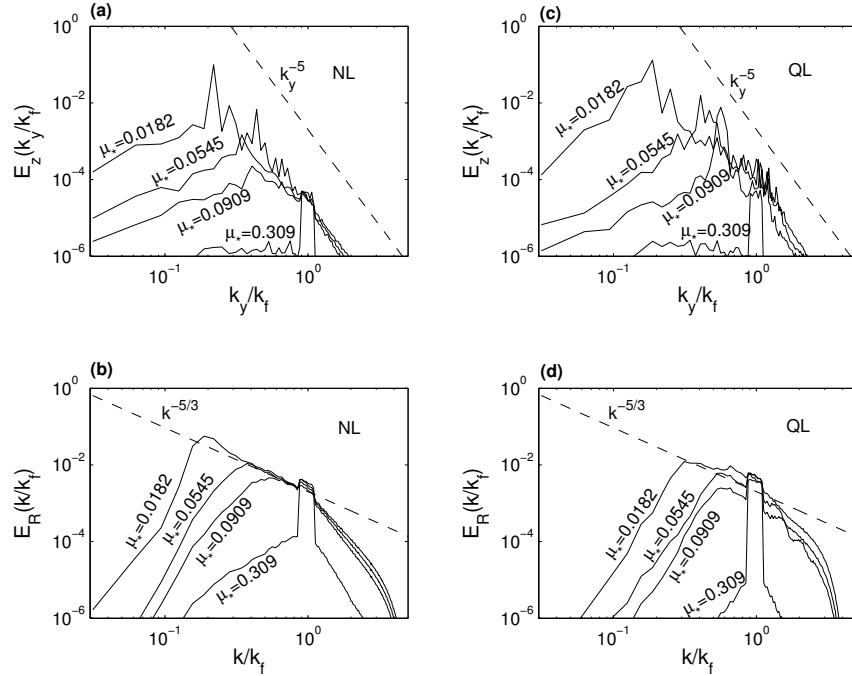 (a)
10^0
10^-2
10^-4
10^-6
E_z(k_y/k_f)
k_y^-5
NL
μ_*=0.0182
μ_*=0.0545
μ_*=0.0909
μ_*=0.309
10^-1
10^0
k_y/k_f
(c)
10^0
10^-2
10^-4
10^-6
E_z(k_y/k_f)
k_y^-5
QL
μ_*=0.0182
μ_*=0.0545
μ_*=0.0909
μ_*=0.309
10^-1
10^0
k_y/k_f
(b)
10^0
10^-2
10^-4
10^-6
E_R(k/k_f)
k^-5/3
NL
μ_*=0.0182
μ_*=0.0545
μ_*=0.0909
μ_*=0.309
10^-1
10^0
k/k_f
(d)
10^0
10^-2
10^-4
10^-6
E_R(k/k_f)
k^-5/3
QL
μ_*=0.0182
μ_*=0.0545
μ_*=0.0909
μ_*=0.309
10^-1
10^0
k/k_f